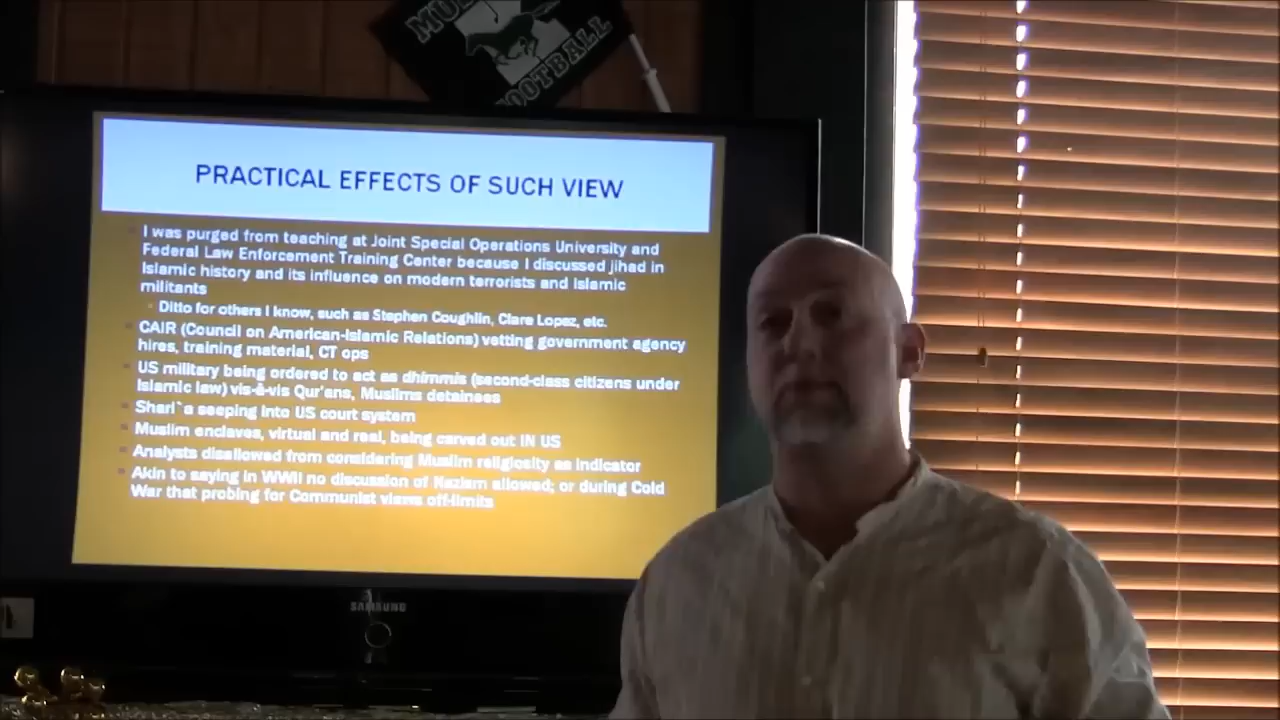 MU
FOOTBALL
PRACTICAL EFFECTS OF SUCH VIEW
I was purged from teaching at Joint Special Operations University and
Federal Law Enforcement Training Center because I discussed jihad in
Islamic history and its influence on modern terrorists and Islamic
militants
Ditto for others I know, such as Stephen Coughlin, Clare Lopez, etc.
CAIR (Council on American-Islamic Relations) vetting government agency
hires, training material, CT ops
US military being ordered to act as dhimmis (second-class citizens under
Islamic law) vis-à-vis Qur'ans, Muslims detainees
Shari`a seeping into US court system
Muslim enclaves, virtual and real, being carved out IN US
Analysts disallowed from considering Muslim religiosity as indicator
Akin to saying in WWII no discussion of Nazism allowed; or during Cold
War that probing for Communist views off-limits
SAMSUNG